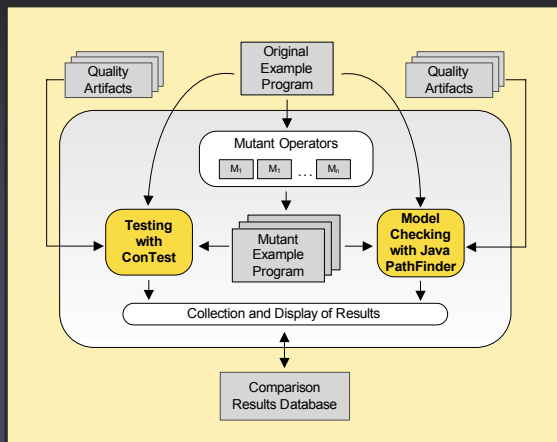 Quality
Artifacts
Original
Example
Program
Quality
Artifacts
Mutant Operators
M1 M1 ... Mn
Testing
with
ConTest
Mutant
Example
Program
Model
Checking
with Java
PathFinder
Collection and Display of Results
Comparison
Results Database